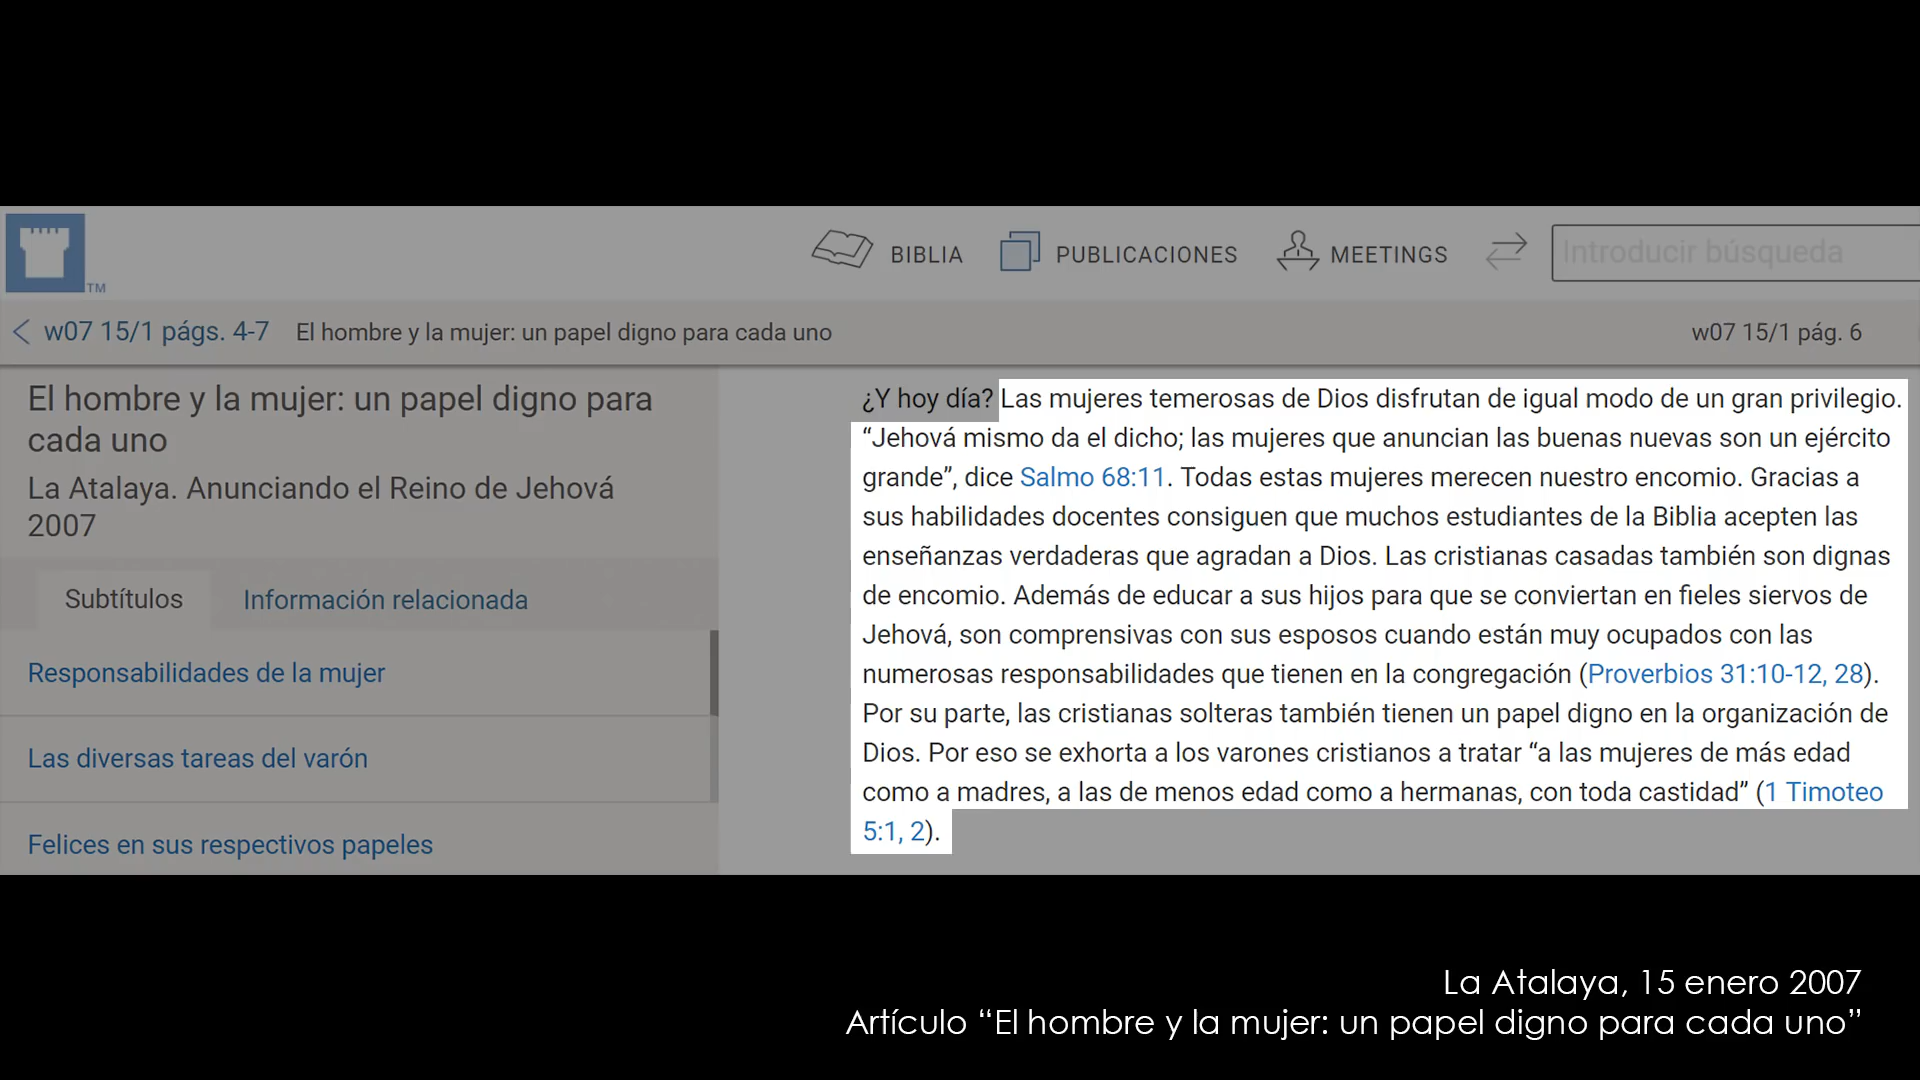 TM
BIBLIA
PUBLICACIONES
MEETINGS
Introducir búsqueda
w07 15/1 págs. 4-7
El hombre y la mujer: un papel digno para cada uno
w07 15/1 pág. 6
El hombre y la mujer: un papel digno para
cada uno
La Atalaya. Anunciando el Reino de Jehová
2007
Subtítulos
Información relacionada
Responsabilidades de la mujer
Las diversas tareas del varón
Felices en sus respectivos papeles
¿Y hoy día? Las mujeres temerosas de Dios disfrutan de igual modo de un gran privilegio.
“Jehová mismo da el dicho; las mujeres que anuncian las buenas nuevas son un ejército
grande”, dice Salmo 68:11. Todas estas mujeres merecen nuestro encomio. Gracias a
sus habilidades docentes consiguen que muchos estudiantes de la Biblia acepten las
enseñanzas verdaderas que agradan a Dios. Las cristianas casadas también son dignas
de encomio. Además de educar a sus hijos para que se conviertan en fieles siervos de
Jehová, son comprensivas con sus esposos cuando están muy ocupados con las
numerosas responsabilidades que tienen en la congregación (Proverbios 31:10-12, 28).
Por su parte, las cristianas solteras también tienen un papel digno en la organización de
Dios. Por eso se exhorta a los varones cristianos a tratar “a las mujeres de más edad
como a madres, a las de menos edad como a hermanas, con toda castidad” (1 Timoteo
5:1, 2).
La Atalaya, 15 enero 2007
Artículo “El hombre y la mujer: un papel digno para cada uno”